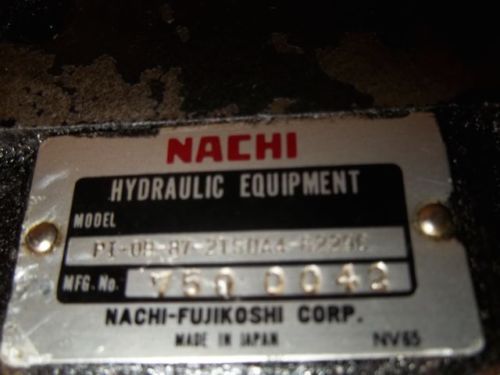 NACHI
HYDRAULIC EQUIPMENT
MODEL
MFG. No.
NACHI-FUJIKOSHI CORP.
MADE IN JAPAN NV65